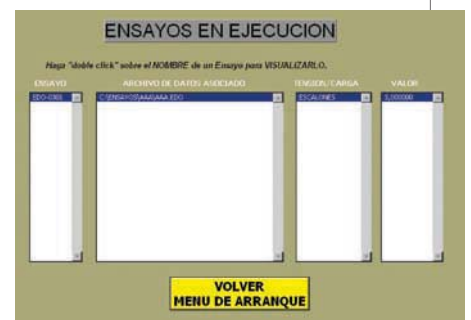 ENSAYOS EN EJECUCION
Haga "doble click" sobre el NOMBRE de un Ensayo para VISUALIZARLO.
ENSAYO ARCHIVO DE DATOS ASOCIADO TENSION/CARGA VALOR
ESCALONES
VOLVER
MENU DE ARRANQUE